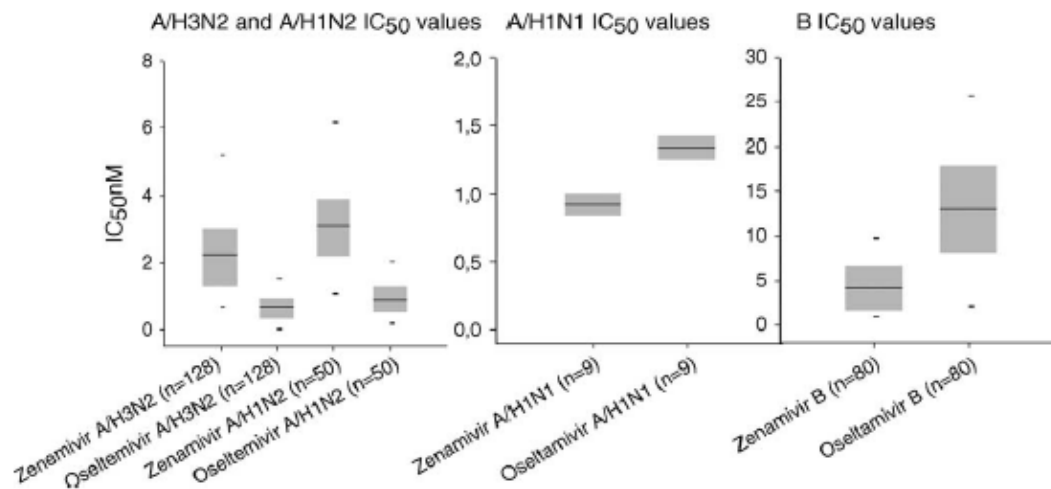 A/H3N2 and A/H1N2 IC50 values
A/H1N1 IC50 values
B IC50 values
IC50nM
8
6
4
2
0
Zenemivir A/H3N2 (n=128)
Oseltemivir A/H3N2 (n=128)
Zenamivir A/H1N2 (n=50)
Oseltemivir A/H1N2 (n=50)
2,0
1,5
1,0
0,5
0,0
Zenamivir A/H1N1 (n=9)
Oseltamivir A/H1N1 (n=9)
30
25
20
15
10
5
0
Zenamivir B (n=80)
Oseltamivir B (n=80)